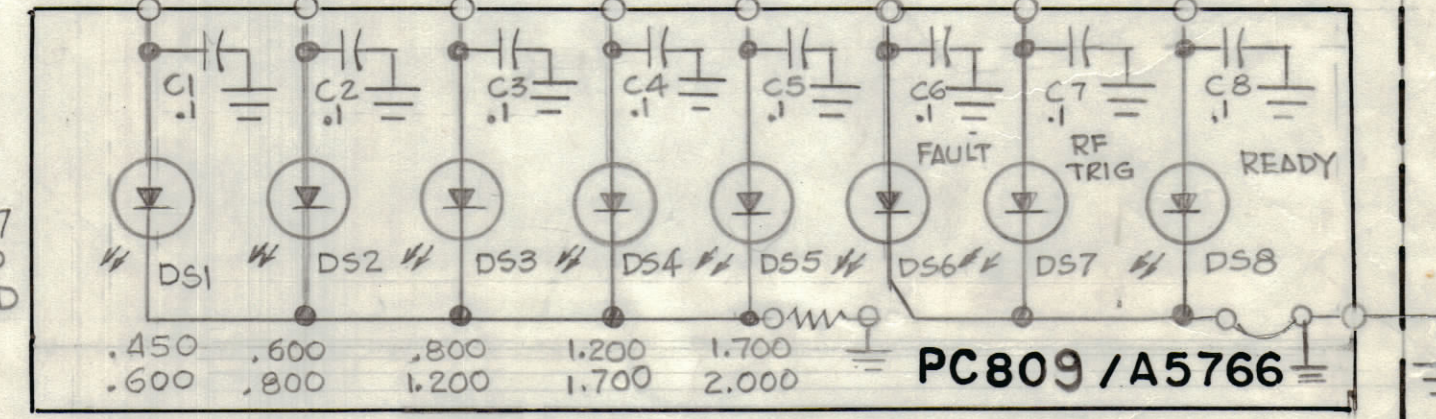 C1 C2 C3 C4 C5 C6 C7 C8
.1 .1 .1 .1 .1 .1 .1 .1
FAULT
RF
TRIG
READY
DS1 DS2 DS3 DS4 DS5 DS6 DS7 DS8
.450 .600 .800 1.200 1.700
.600 .800 1.200 1.700 2.000
PC809/A5766
7
D